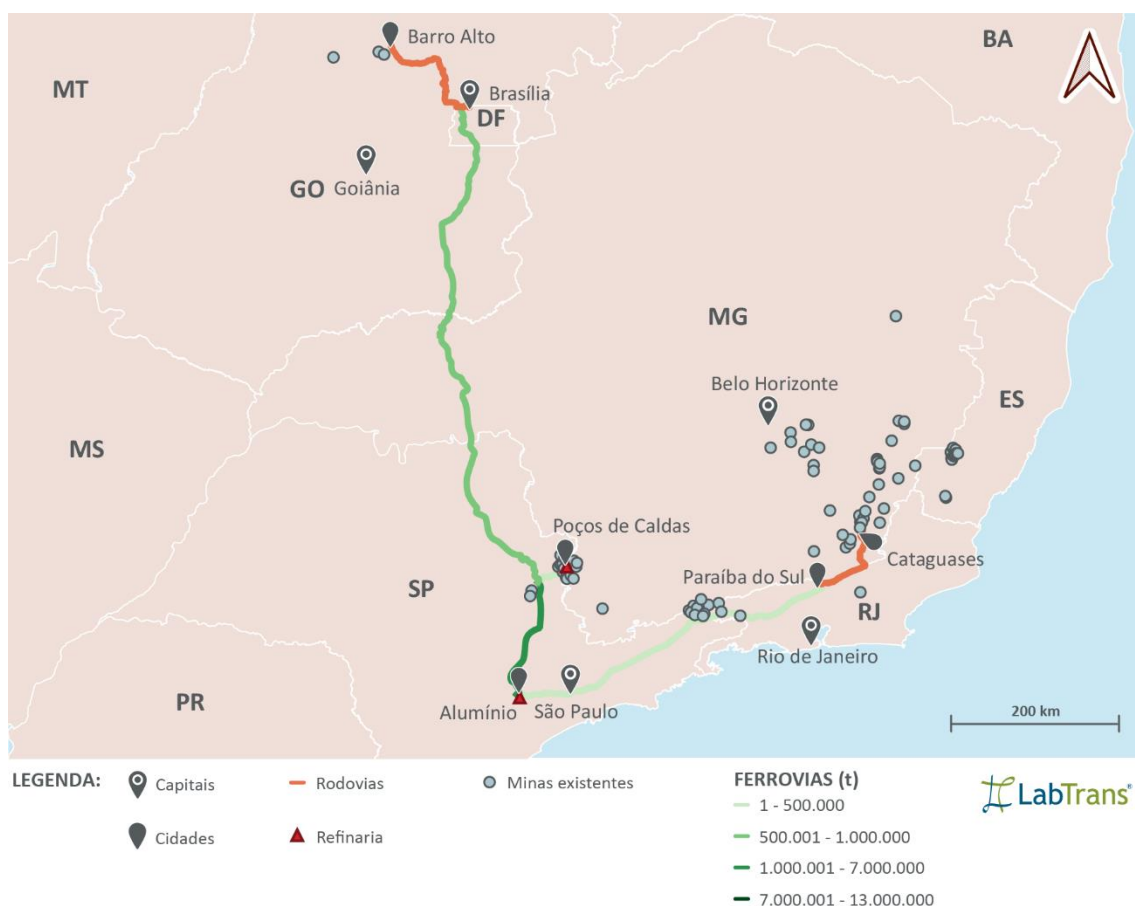 Barro Alto
BA
MT
Brasília
DF
GO
Goiânia
MG
Belo Horizonte
ES
MS
Poços de Caldas
Cataguases
Paraíba do Sul
SP
RJ
Rio de Janeiro
PR
Alumínio
São Paulo
200 km
LEGENDA:
Capitais
Rodovias
Minas existentes
Cidades
Refinaria
FERROVIAS (t)
1 - 500.000
500.001 - 1.000.000
1.000.001 - 7.000.000
7.000.001 - 13.000.000
LabTrans®